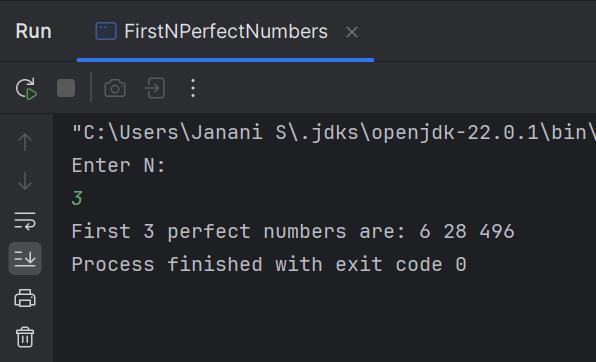 Run FirstNPerfectNumbers
"C:\Users\Janani S\.jdks\openjdk-22.0.1\bin\
Enter N:
3
First 3 perfect numbers are: 6 28 496
Process finished with exit code 0